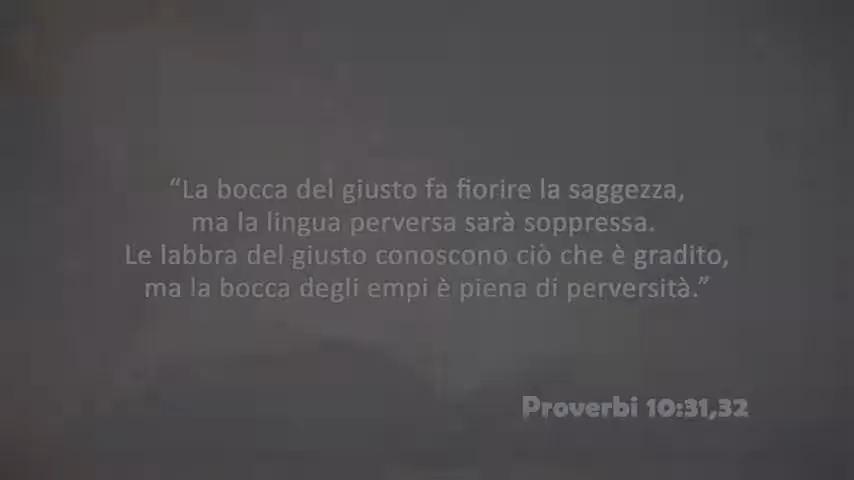 “La bocca del giusto fa fiorire la saggezza,
ma la lingua perversa sarà soppressa.
Le labbra del giusto conoscono ciò che è gradito,
ma la bocca degli empi è piena di perversità.”
Proverbi 10:31,32